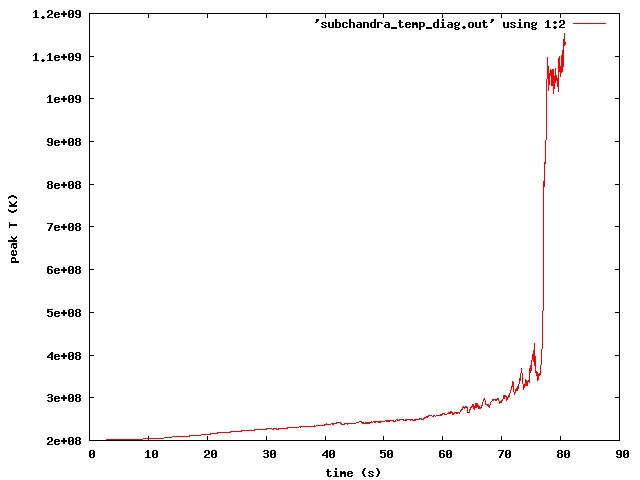 1.2e+09
'subchandra_temp_diag.out' using 1:2
1.1e+09
1e+09
9e+08
8e+08
7e+08
6e+08
5e+08
4e+08
3e+08
2e+08
peak T (K)
0 10 20 30 40 50 60 70 80 90
time (s)